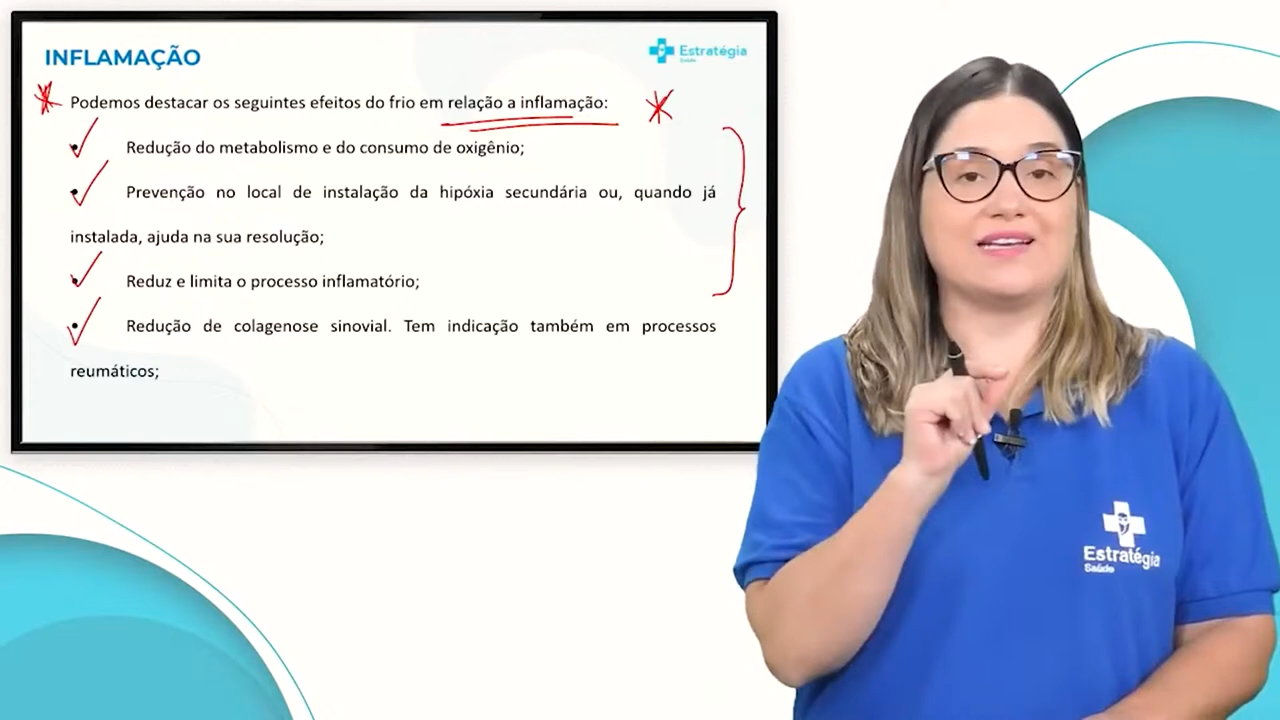 INFLAMAÇÃO
Estratégia
Saúde
Podemos destacar os seguintes efeitos do frio em relação a inflamação:
• Redução do metabolismo e do consumo de oxigênio;
• Prevenção no local de instalação da hipóxia secundária ou, quando já
instalada, ajuda na sua resolução;
• Reduz e limita o processo inflamatório;
• Redução de colagenose sinovial. Tem indicação também em processos
reumáticos;
Estratégia
Saúde